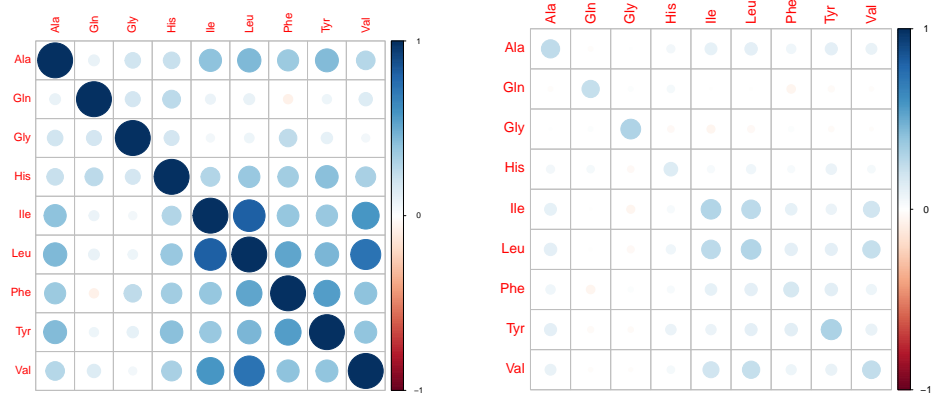 Ala Gln Gly His Ile Leu Phe Tyr Val
Ala
Gln
Gly
His
Ile
Leu
Phe
Tyr
Val
1
0
−1
Ala Gln Gly His Ile Leu Phe Tyr Val
Ala
Gln
Gly
His
Ile
Leu
Phe
Tyr
Val
1
0
−1